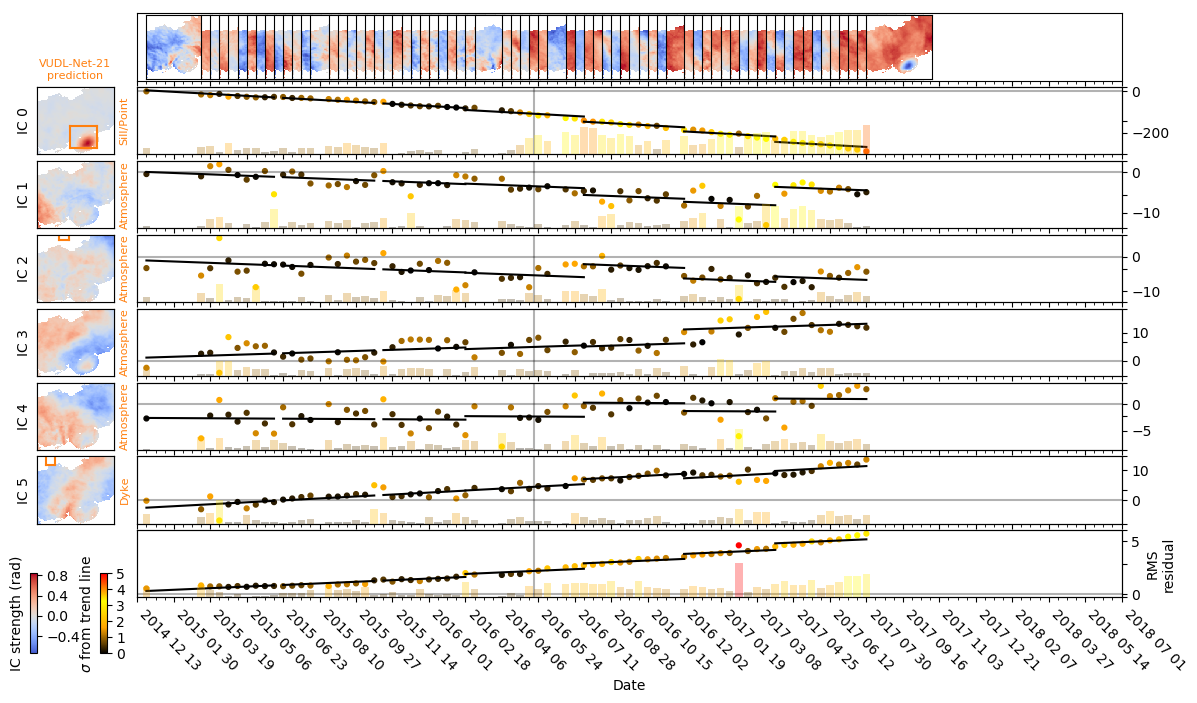 VUDL-Net-21
prediction
IC 0
Sill/Point
0
−200
IC 1
Atmosphere
0
−10
IC 2
Atmosphere
0
−10
IC 3
Atmosphere
10
0
IC 4
Atmosphere
0
−5
IC 5
Dyke
10
0
5
0
RMS
residual
IC strength (rad)
0.8
0.4
0.0
−0.4
σ from trend line
5
4
3
2
1
0
2014 12 13
2015 01 30
2015 03 19
2015 05 06
2015 06 23
2015 08 10
2015 09 27
2015 11 14
2016 01 01
2016 02 18
2016 04 06
2016 05 24
2016 07 11
2016 08 28
2016 10 15
2016 12 02
2017 01 19
2017 03 08
2017 04 25
2017 06 12
2017 07 30
2017 09 16
2017 11 03
2017 12 21
2018 02 07
2018 03 27
2018 05 14
2018 07 01
Date